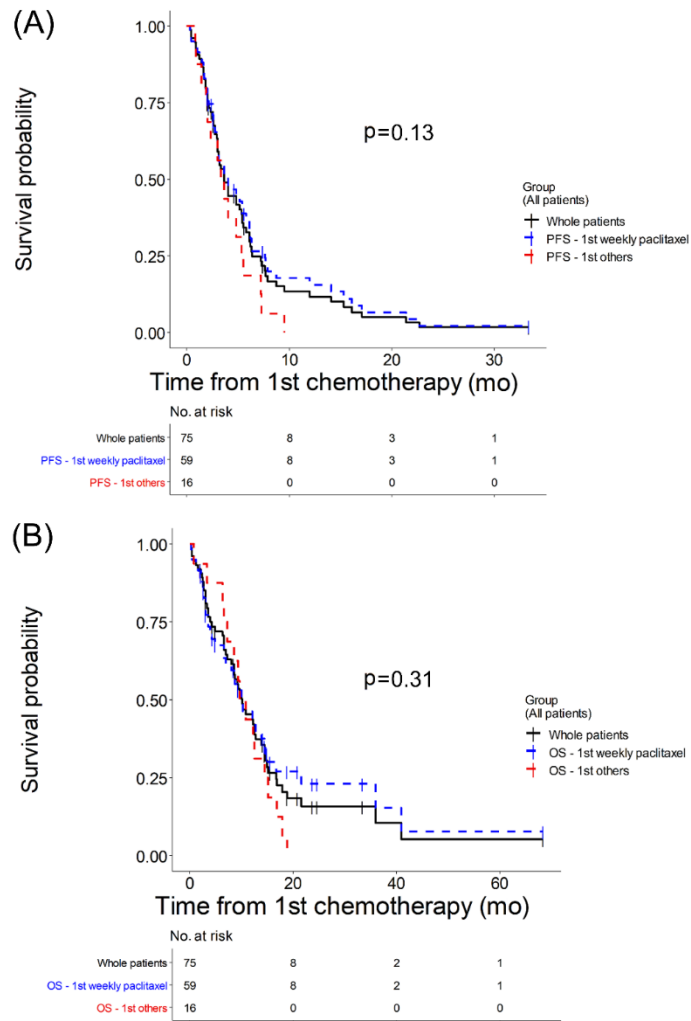 (A)
1.00
0.75
0.50
0.25
0.00
Survival probability
p=0.13
Group
(All patients)
Whole patients
PFS - 1st weekly paclitaxel
PFS - 1st others
0 10 20 30
Time from 1st chemotherapy (mo)
No. at risk
Whole patients 75 8 3 1
PFS - 1st weekly paclitaxel 59 8 3 1
PFS - 1st others 16 0 0 0
(B)
1.00
0.75
0.50
0.25
0.00
Survival probability
p=0.31
Group
(All patients)
Whole patients
OS - 1st weekly paclitaxel
OS - 1st others
0 20 40 60
Time from 1st chemotherapy (mo)
No. at risk
Whole patients 75 8 2 1
OS - 1st weekly paclitaxel 59 8 2 1
OS - 1st others 16 0 0 0